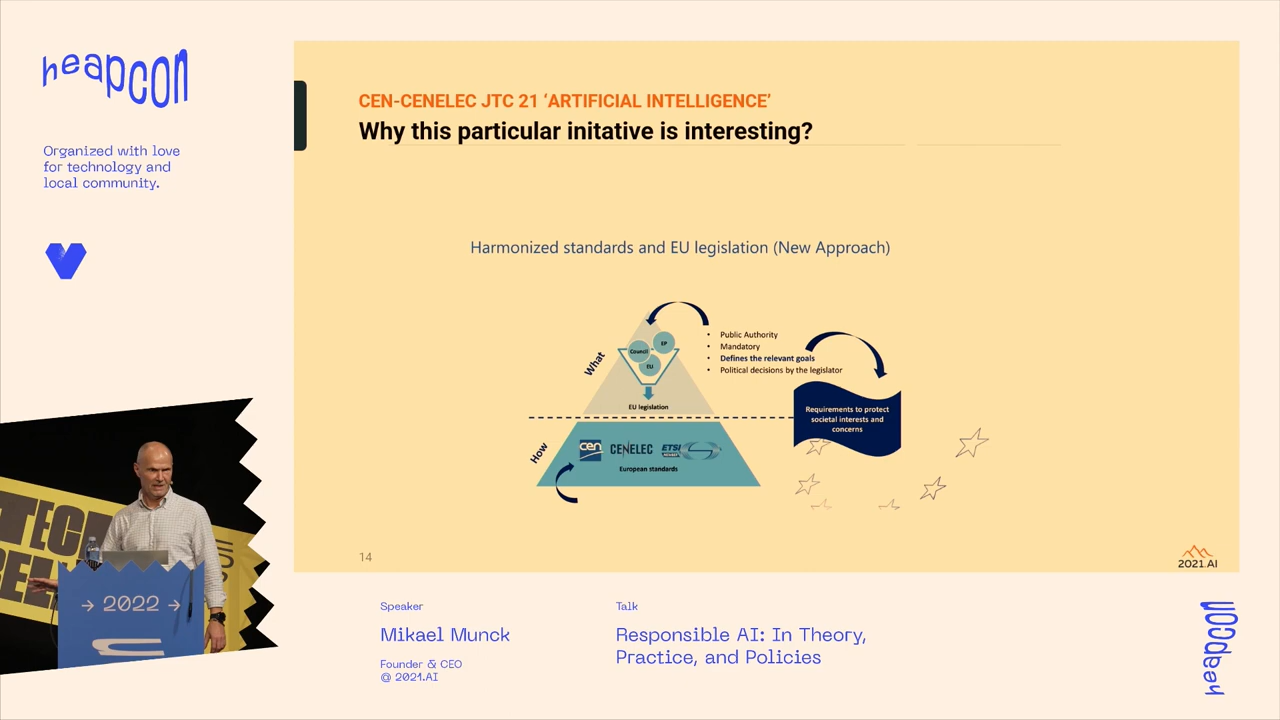 heapcon
Organized with love
for technology and
local community.
CEN-CENELEC JTC 21 ‘ARTIFICIAL INTELLIGENCE’
Why this particular initative is interesting?
Harmonized standards and EU legislation (New Approach)
What
Council
EP
EU
EU legislation
• Public Authority
• Mandatory
• Defines the relevant goals
• Political decisions by the legislator
Requirements to protect
societal interests and
concerns
How
cen
CENELEC
ETSI
European standards
14
2021.AI
TECH
→ 2022 →
Speaker
Mikael Munck
Founder & CEO
@ 2021.AI
Talk
Responsible AI: In Theory,
Practice, and Policies
heapcon